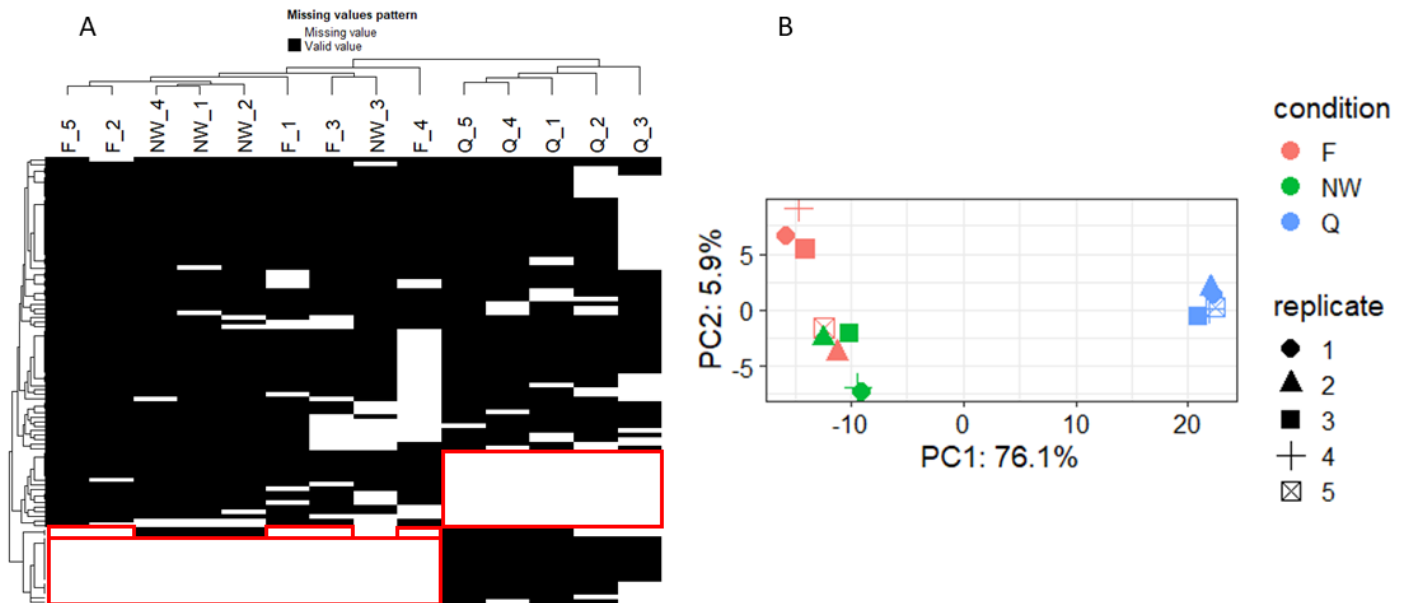 A
Missing values pattern
Missing value
Valid value
F_5
F_2
NW_4
NW_1
NW_2
F_1
F_3
NW_3
F_4
Q_5
Q_4
Q_1
Q_2
Q_3
B
PC2: 5.9%
5
0
-5
-10
0
10
20
PC1: 76.1%
condition
F
NW
Q
replicate
1
2
3
4
5